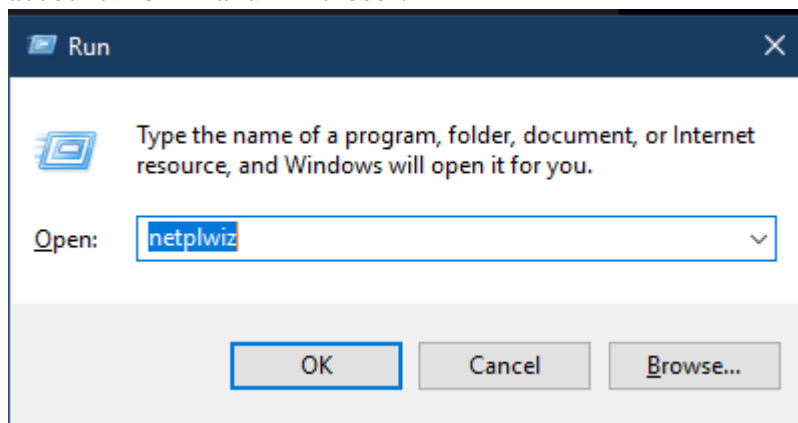 Run
Type the name of a program, folder, document, or Internet
resource, and Windows will open it for you.
Open: netplwiz
OK Cancel Browse...